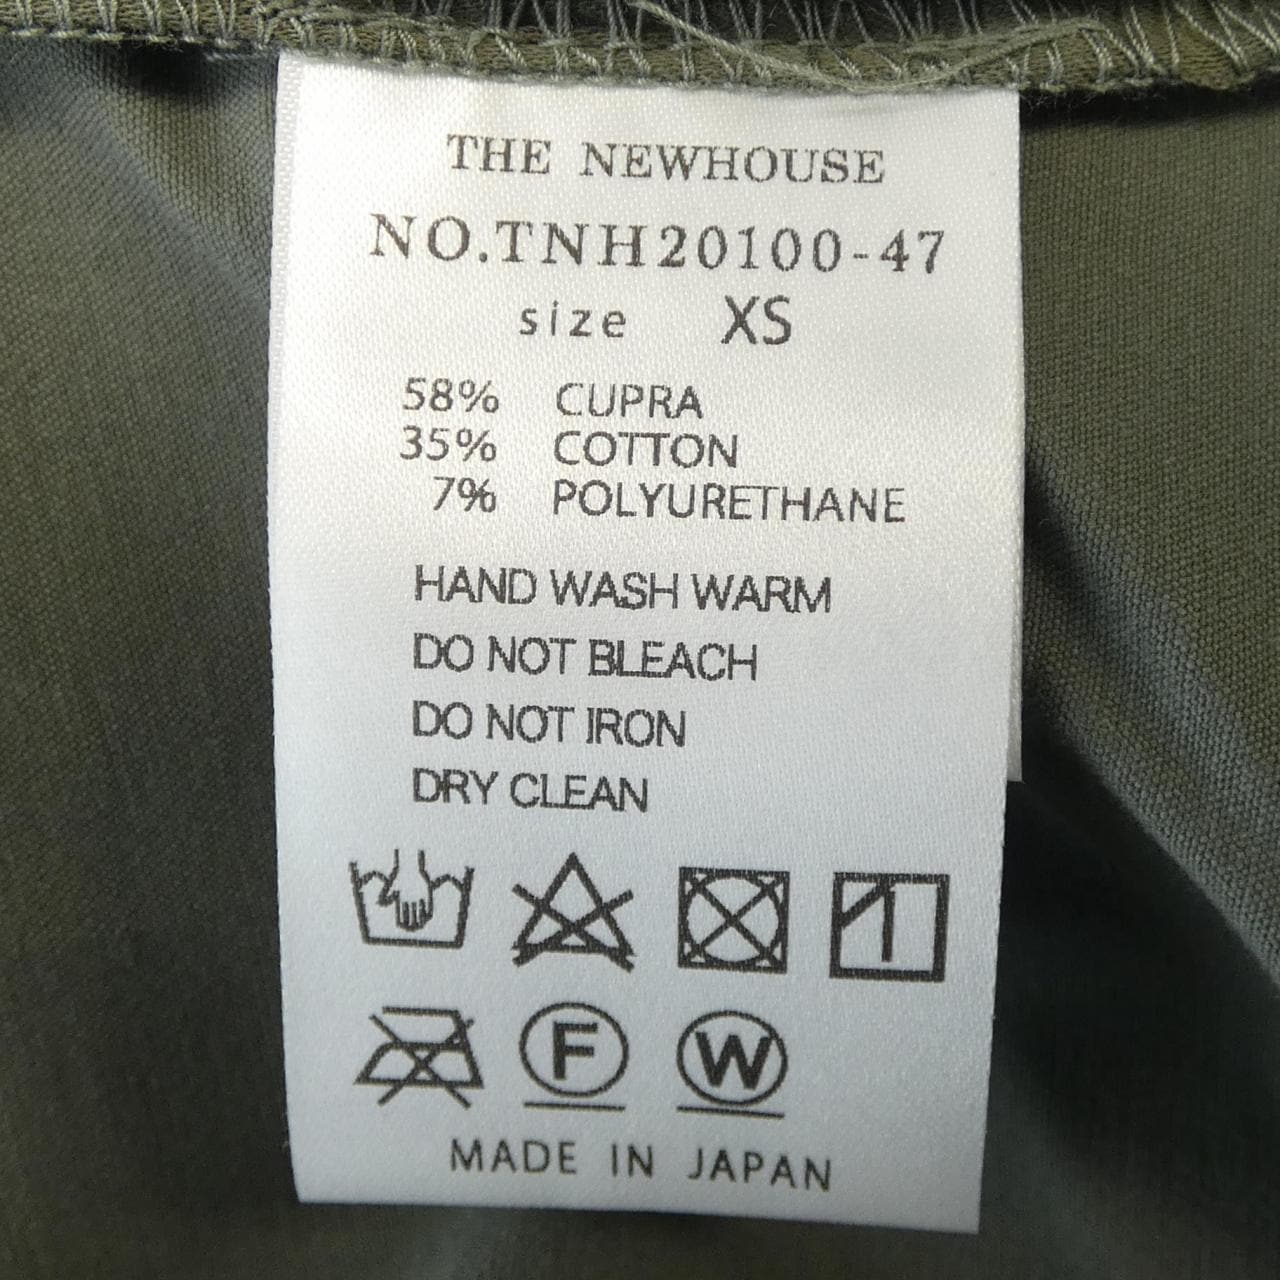 THE NEWHOUSE
NO.TNH20100-47
size XS
58% CUPRA
35% COTTON
7% POLYURETHANE
HAND WASH WARM
DO NOT BLEACH
DO NOT IRON
DRY CLEAN
F W
MADE IN JAPAN